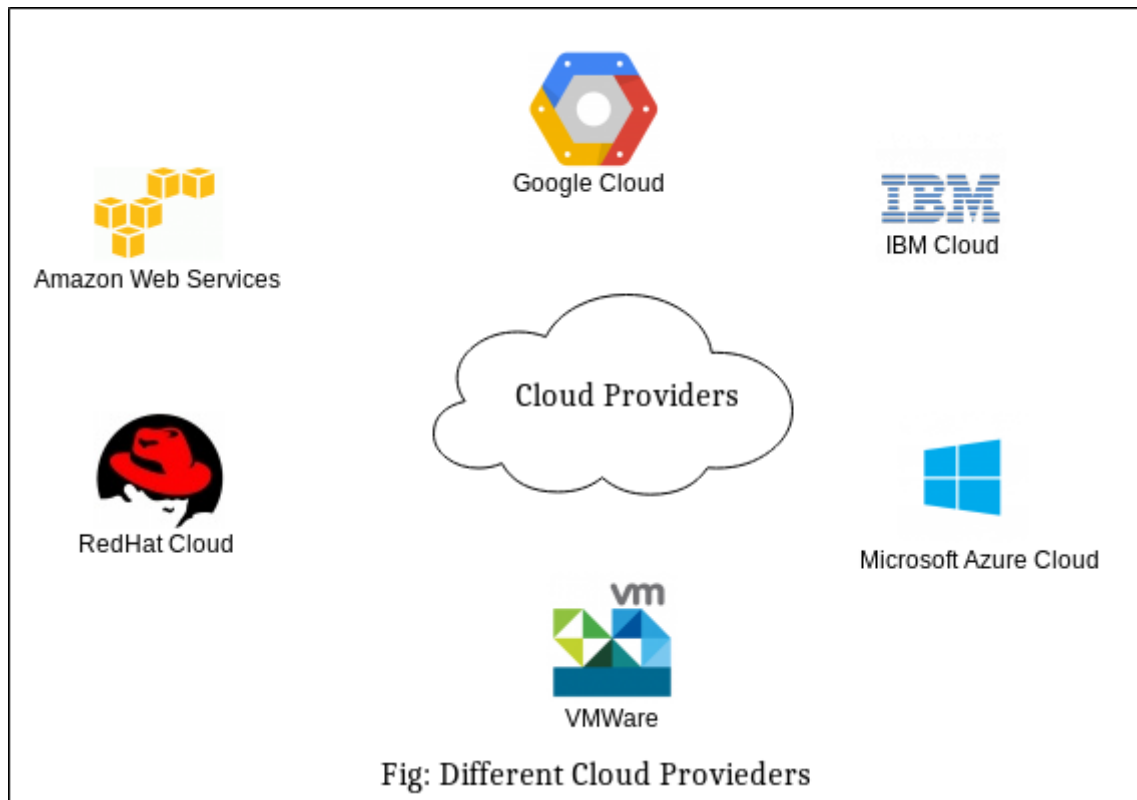 Google Cloud
IBM
IBM Cloud
Amazon Web Services
Cloud Providers
RedHat Cloud
Microsoft Azure Cloud
vm
VMWare
Fig: Different Cloud Provieders